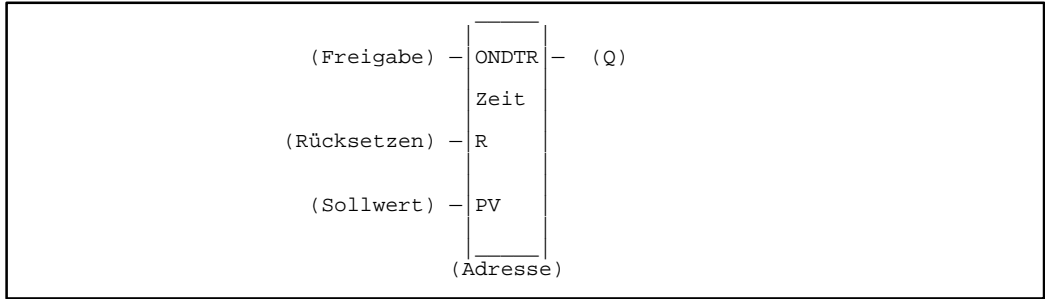 (Freigabe) ONDTR (Q)
Zeit
(Rücksetzen) R
(Sollwert) PV
(Adresse)